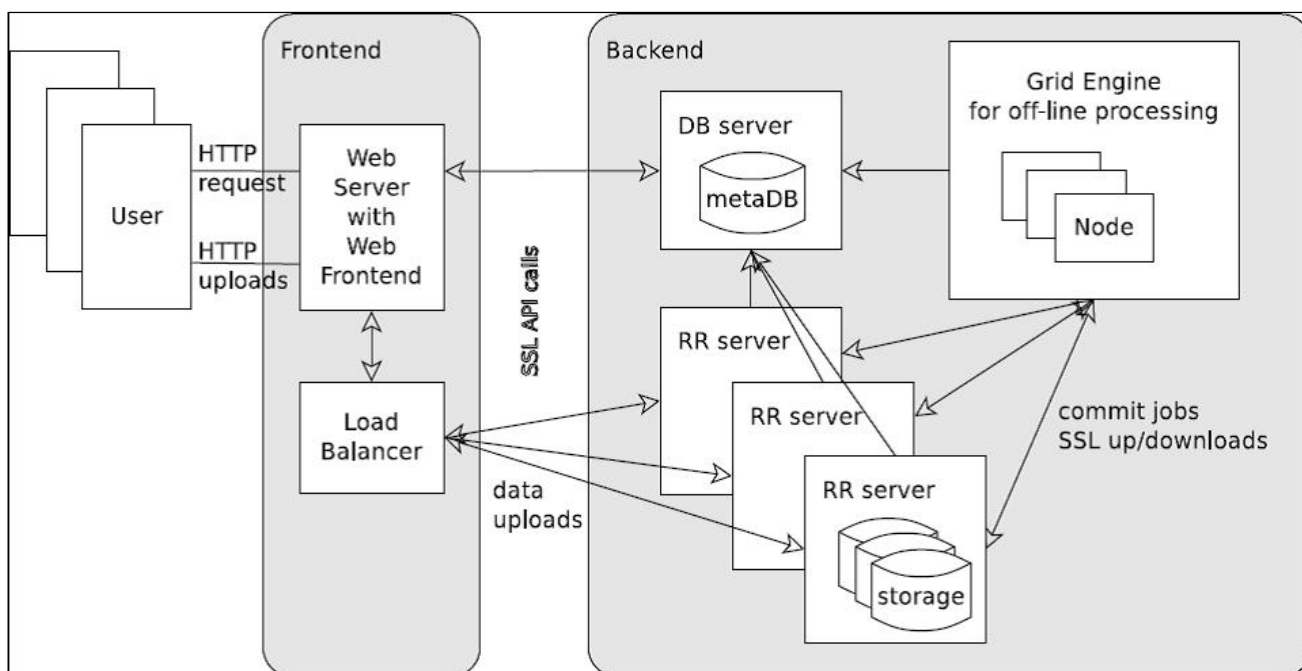 Frontend
Backend
User
HTTP
request
HTTP
uploads
Web
Server
with
Web
Frontend
Load
Balancer
SSL API calls
data
uploads
DB server
metaDB
Grid Engine
for off-line processing
Node
RR server
RR server
RR server
storage
commit jobs
SSL up/downloads